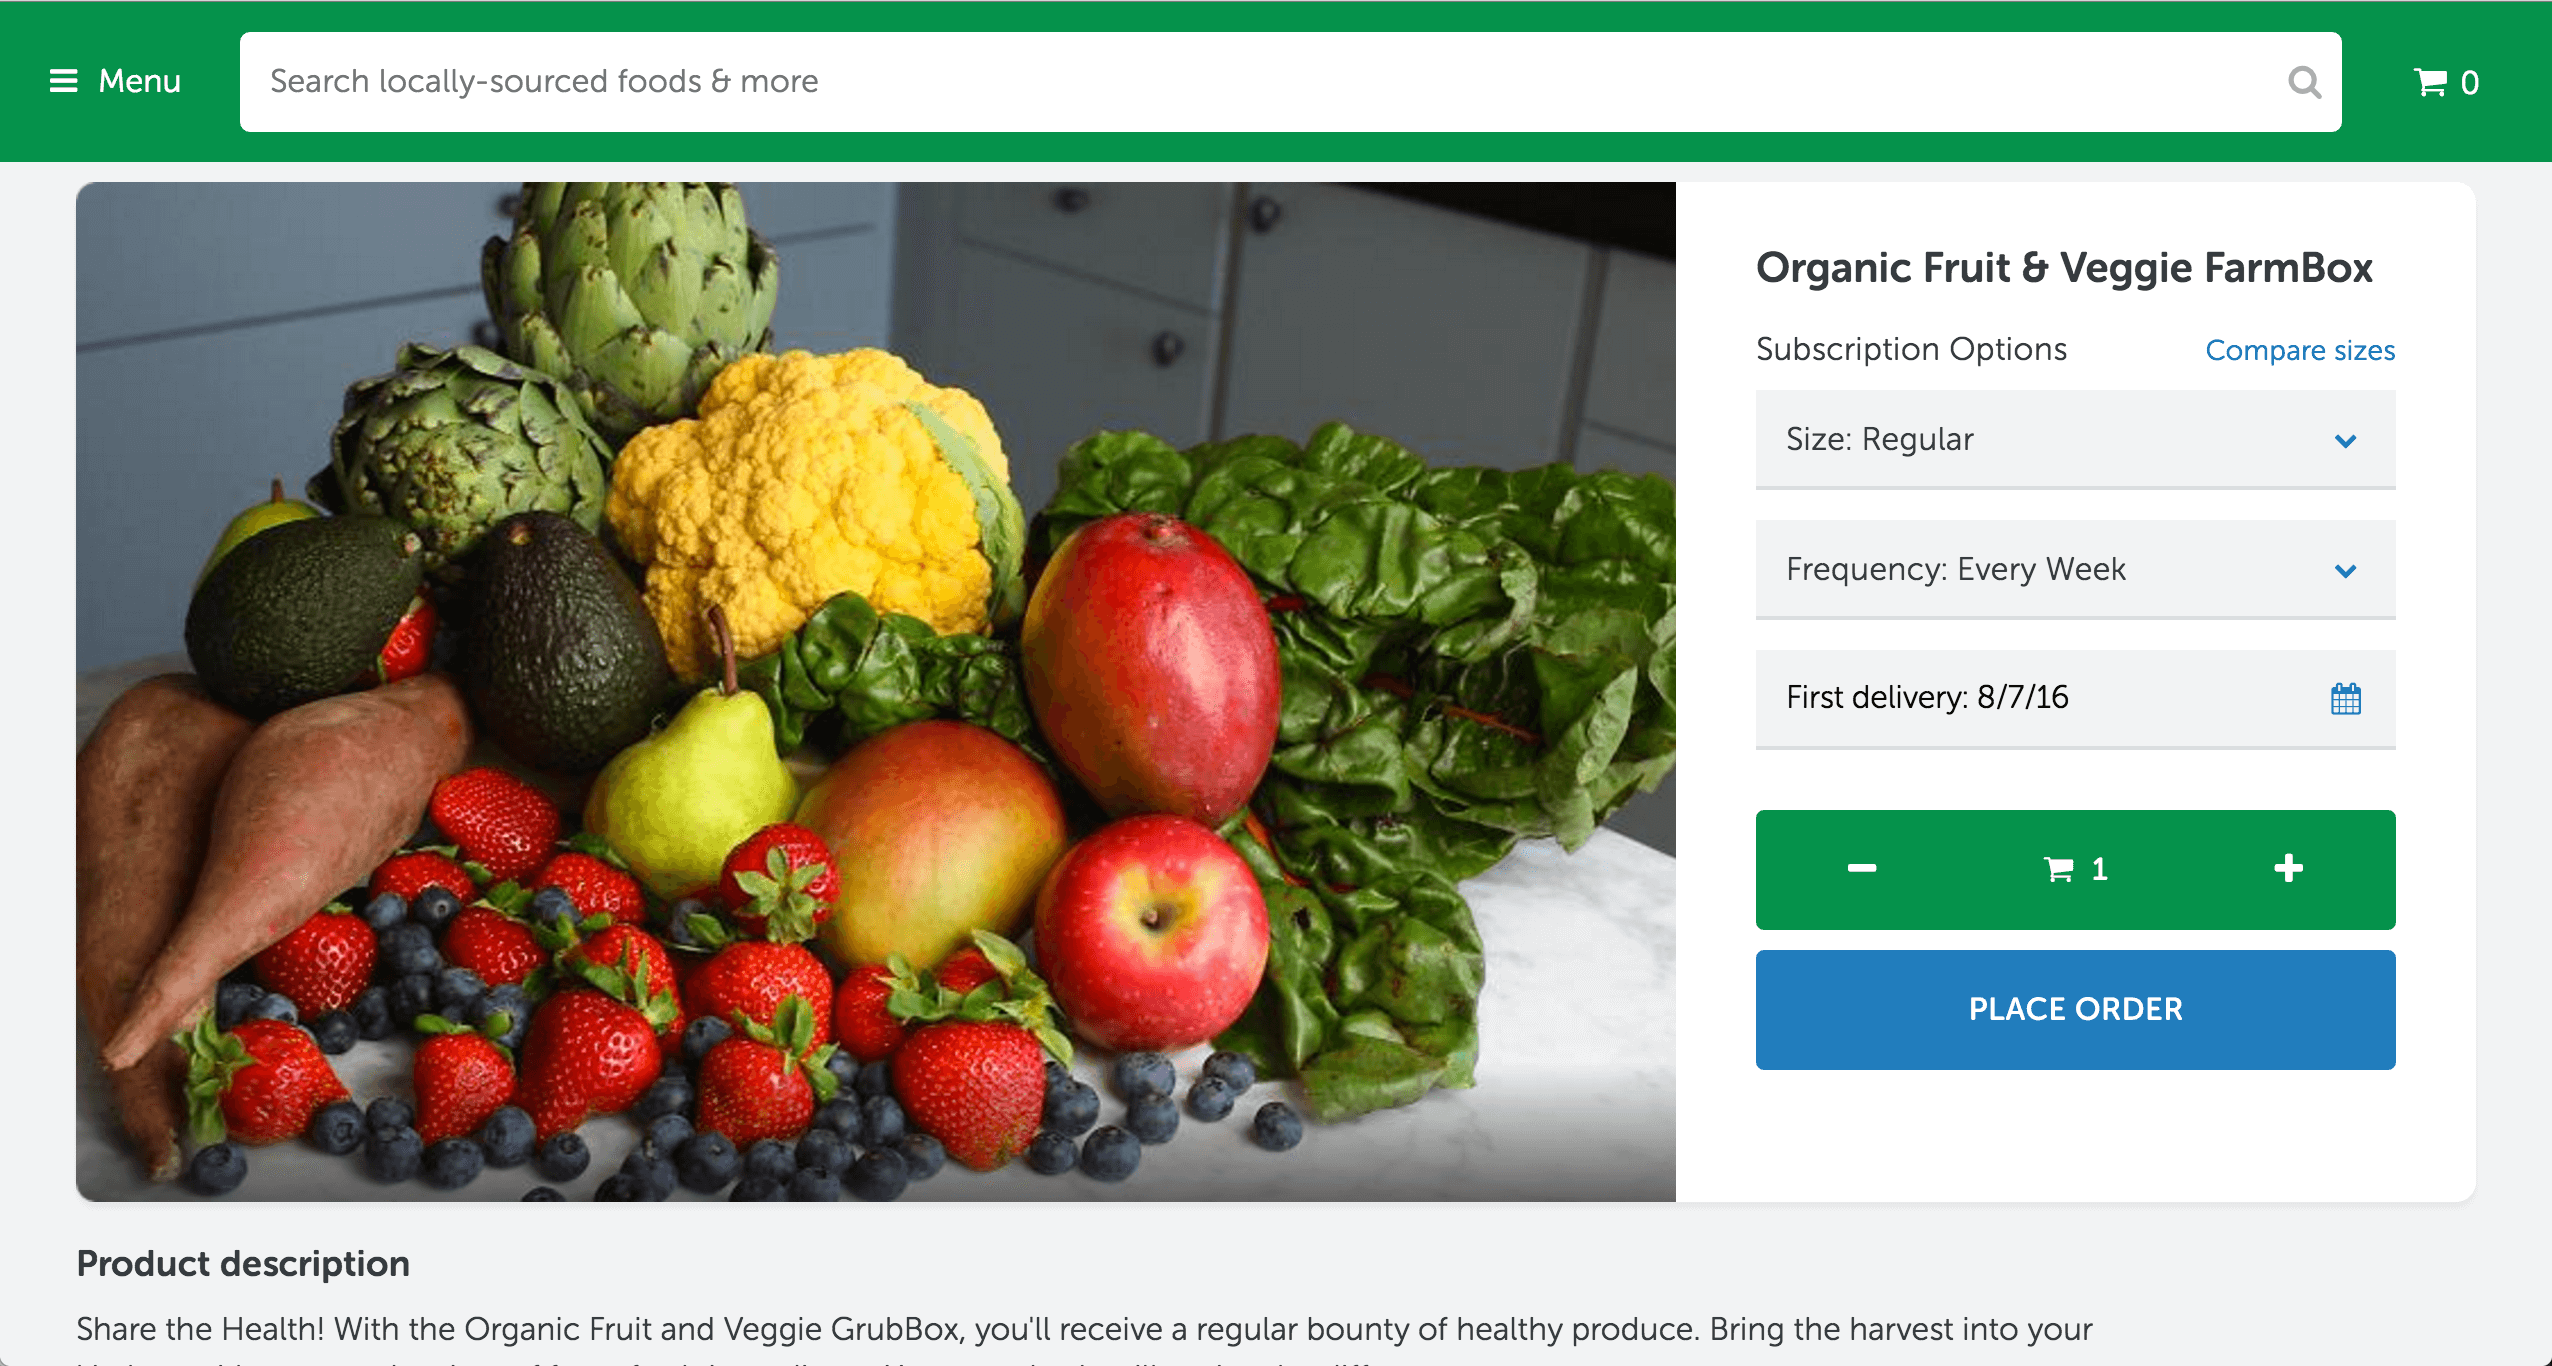 Menu
Search locally-sourced foods & more
0
Organic Fruit & Veggie FarmBox
Subscription Options
Compare sizes
Size: Regular
Frequency: Every Week
First delivery: 8/7/16
1
PLACE ORDER
Product description
Share the Health! With the Organic Fruit and Veggie GrubBox, you'll receive a regular bounty of healthy produce. Bring the harvest into your